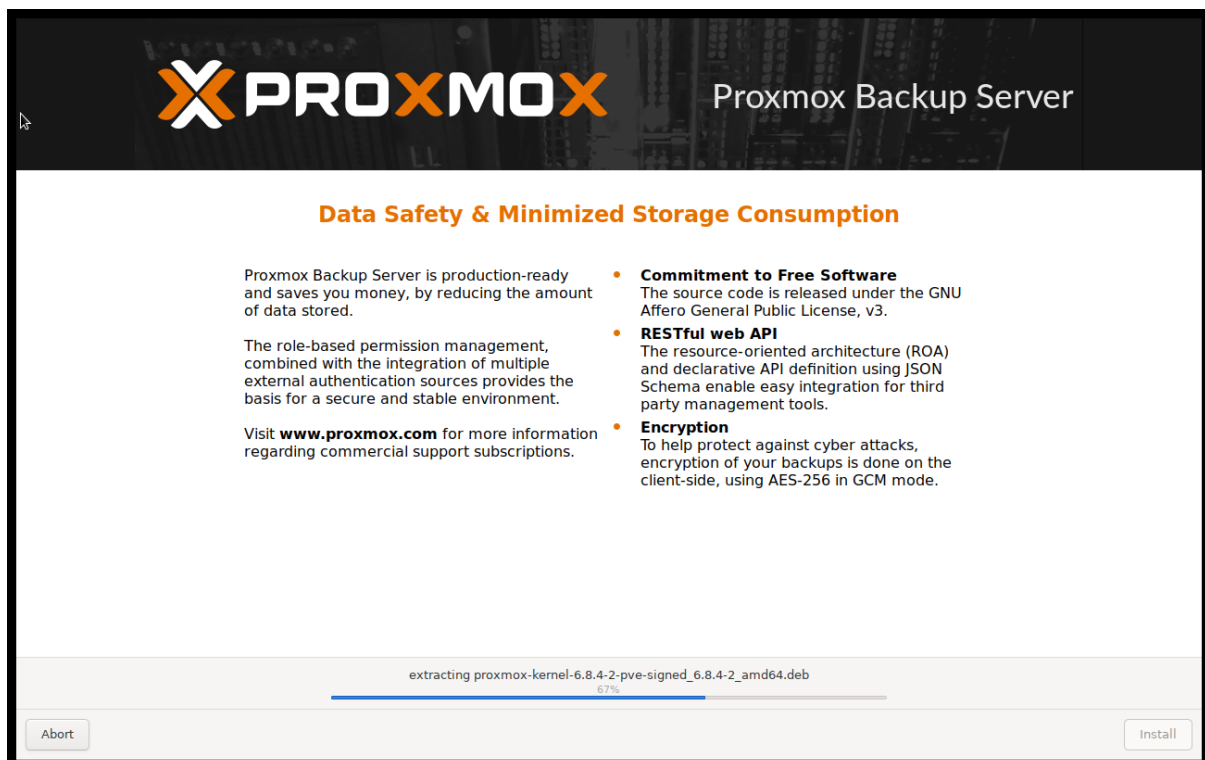 PROXMOX
Proxmox Backup Server
Data Safety & Minimized Storage Consumption
Proxmox Backup Server is production-ready
and saves you money, by reducing the amount
of data stored.
The role-based permission management,
combined with the integration of multiple
external authentication sources provides the
basis for a secure and stable environment.
Visit www.proxmox.com for more information
regarding commercial support subscriptions.
• Commitment to Free Software
The source code is released under the GNU
Affero General Public License, v3.
• RESTful web API
The resource-oriented architecture (ROA)
and declarative API definition using JSON
Schema enable easy integration for third
party management tools.
• Encryption
To help protect against cyber attacks,
encryption of your backups is done on the
client-side, using AES-256 in GCM mode.
extracting proxmox-kernel-6.8.4-2-pve-signed_6.8.4-2_amd64.deb
67%
Abort
Install